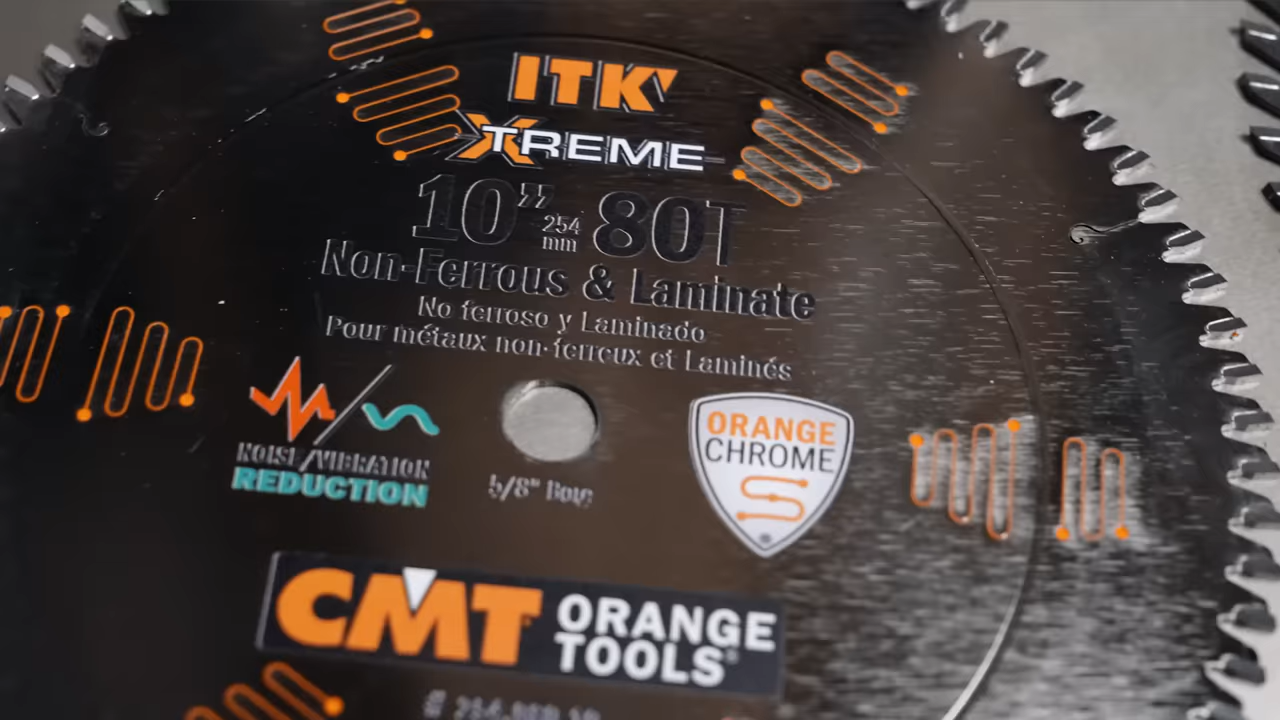 ITK
XTREME
10” 254 mm 80T
Non-Ferrous & Laminate
No ferroso y Laminado
Pour métaux non-ferreux et Laminés
NOISE/VIBRATION
REDUCTION
5/8" Bore
ORANGE
CHROME
®
CMT ORANGE
TOOLS®